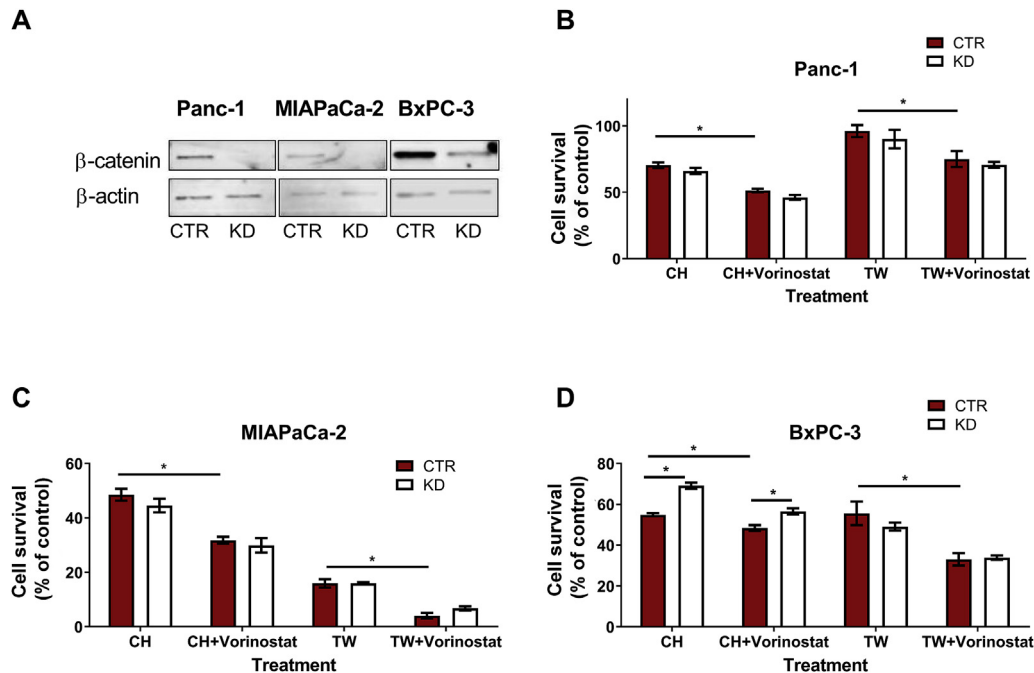 A
Panc-1 MIAPaCa-2 BxPC-3
β-catenin
β-actin
CTR KD CTR KD CTR KD
B
CTR
KD
Panc-1
Cell survival
(% of control)
100
50
0
*
*
CH CH+Vorinostat TW TW+Vorinostat
Treatment
C
MIAPaCa-2
CTR
KD
Cell survival
(% of control)
60
40
20
0
*
*
CH CH+Vorinostat TW TW+Vorinostat
Treatment
D
CTR
KD
BxPC-3
Cell survival
(% of control)
80
60
40
20
0
*
*
*
*
CH CH+Vorinostat TW TW+Vorinostat
Treatment